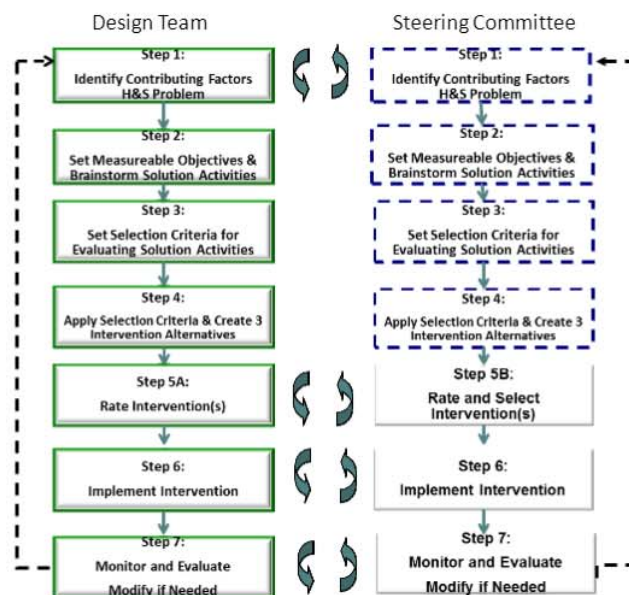 Design Team
Step 1:
Identify Contributing Factors
H&S Problem
Step 2:
Set Measureable Objectives &
Brainstorm Solution Activities
Step 3:
Set Selection Criteria for
Evaluating Solution Activities
Step 4:
Apply Selection Criteria & Create 3
Intervention Alternatives
Step 5A:
Rate Intervention(s)
Step 6:
Implement Intervention
Step 7:
Monitor and Evaluate
Modify if Needed
Steering Committee
Step 1:
Identify Contributing Factors
H&S Problem
Step 2:
Set Measureable Objectives &
Brainstorm Solution Activities
Step 3:
Set Selection Criteria for
Evaluating Solution Activities
Step 4:
Apply Selection Criteria & Create 3
Intervention Alternatives
Step 5B:
Rate and Select
Intervention(s)
Step 6:
Implement Intervention
Step 7:
Monitor and Evaluate
Modify if Needed